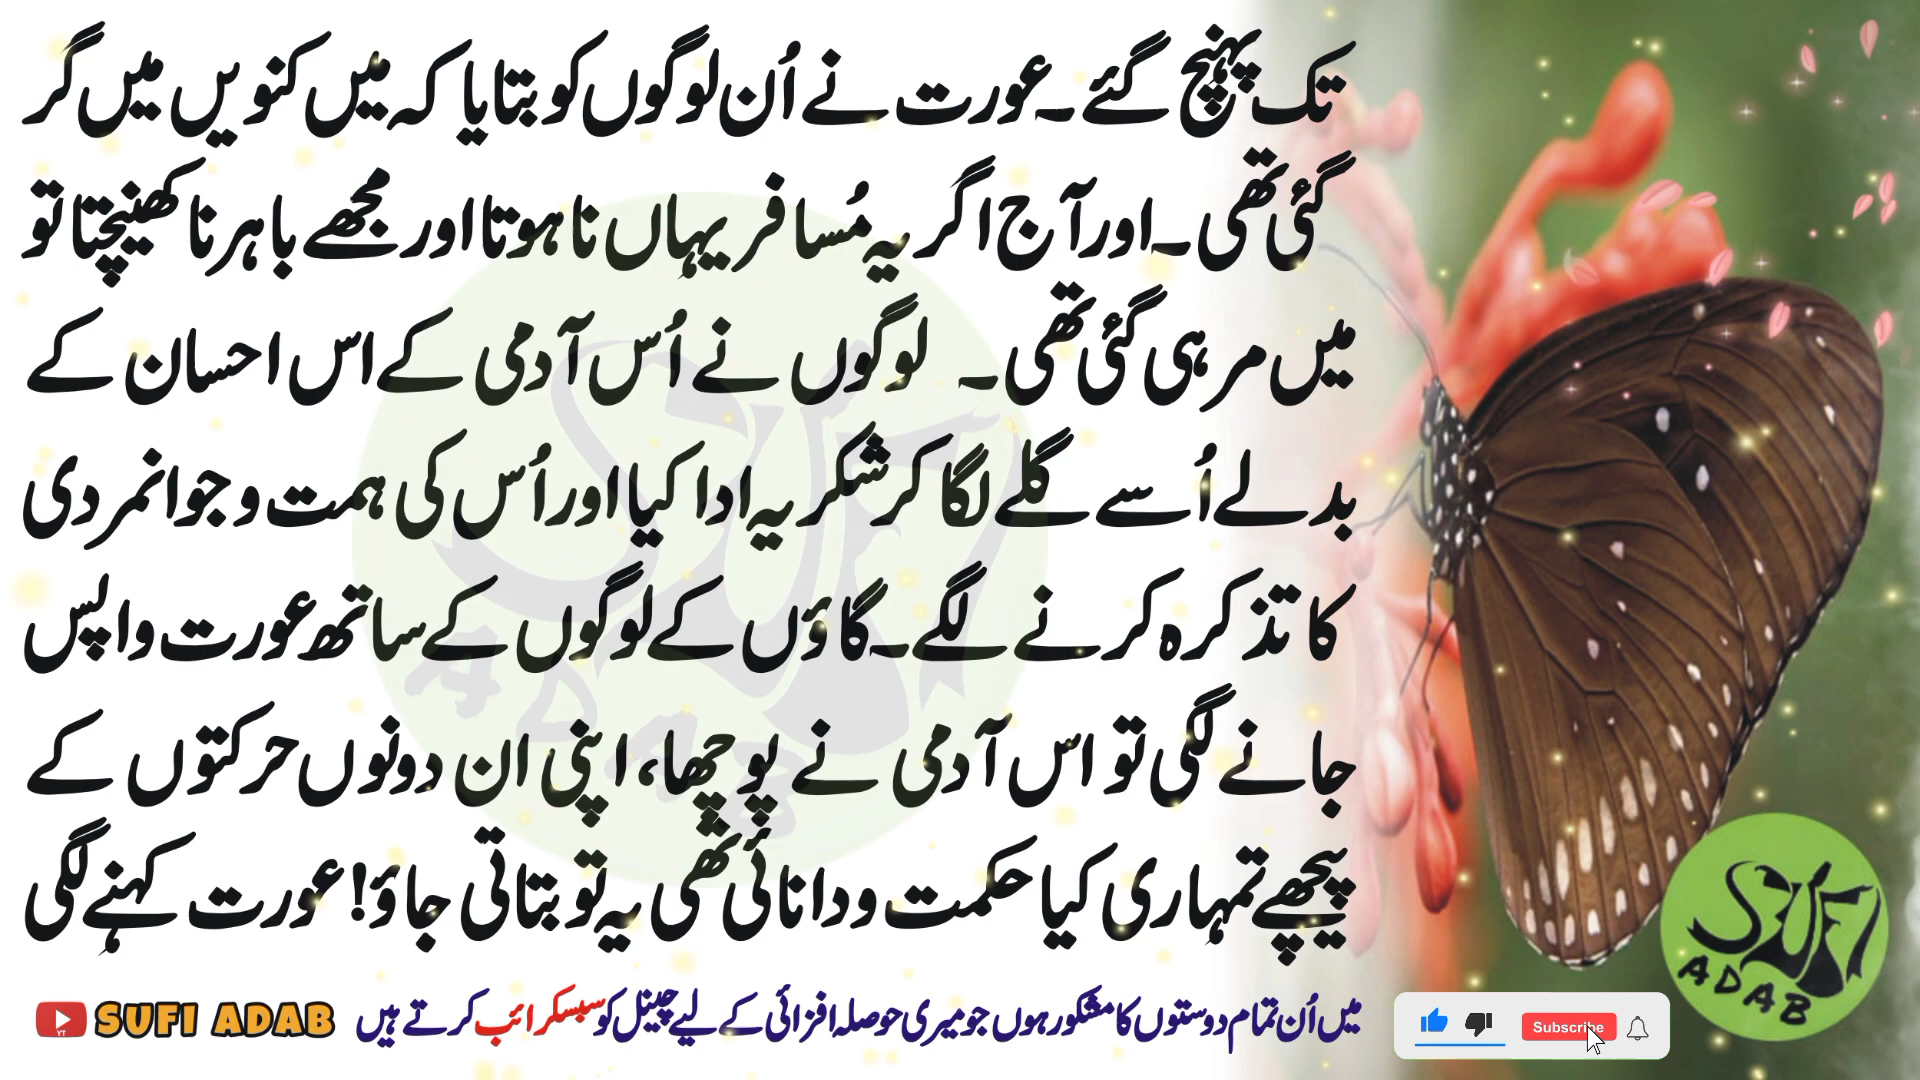 تک پہنچ گئے۔عورت نے اُن لوگوں کو بتایا کہ میں کنویں میں گر
گئی تھی۔اور آج اگر یہ مُسافر یہاں نا ہوتا اور مجھے باہر نا کھینچتا تو
میں مر ہی گئی تھی۔ لوگوں نے اُس آدمی کے اس احسان کے
بدلے اُسے گلے لگا کر شکریہ ادا کیا اور اُس کی ہمت و جوانمردی
کا تذکرہ کرنے لگے۔گاؤں کے لوگوں کے ساتھ عورت واپس
جانے لگی تو اس آدمی نے پوچھا، اپنی ان دونوں حرکتوں کے
پیچھے تمہاری کیا حکمت و دانائی تھی یہ تو بتاتی جاؤ! عورت کہنے لگی
میں اُن تمام دوستوں کا مشکور ہوں جو میری حوصلہ افزائی کے لیے چینل کو سبسکرائب کرتے ہیں
YT
SUFI ADAB
Subscribe
SUFI
ADAB
SUFI
ADAB